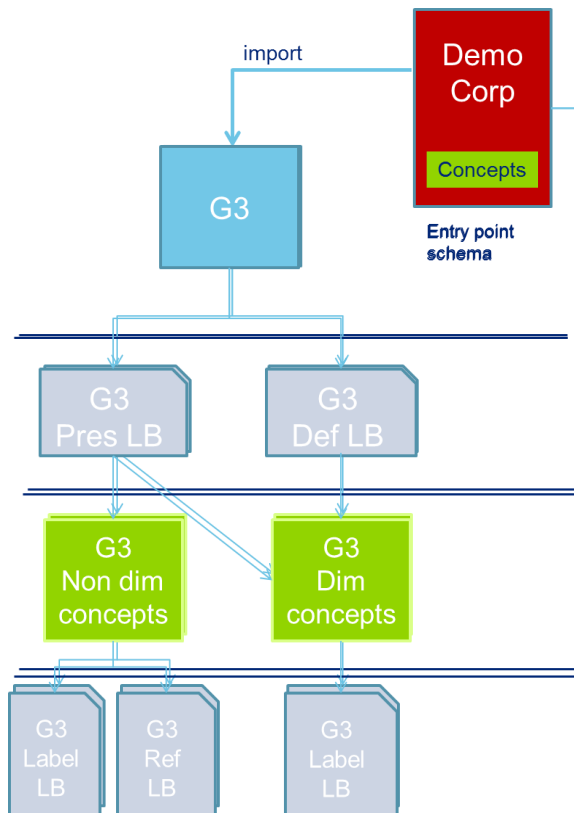 import
Demo
Corp
Concepts
G3
Entry point
schema
G3
Pres LB
G3
Def LB
G3
Non dim
concepts
G3
Dim
concepts
G3
Label
LB
G3
Ref
LB
G3
Label
LB